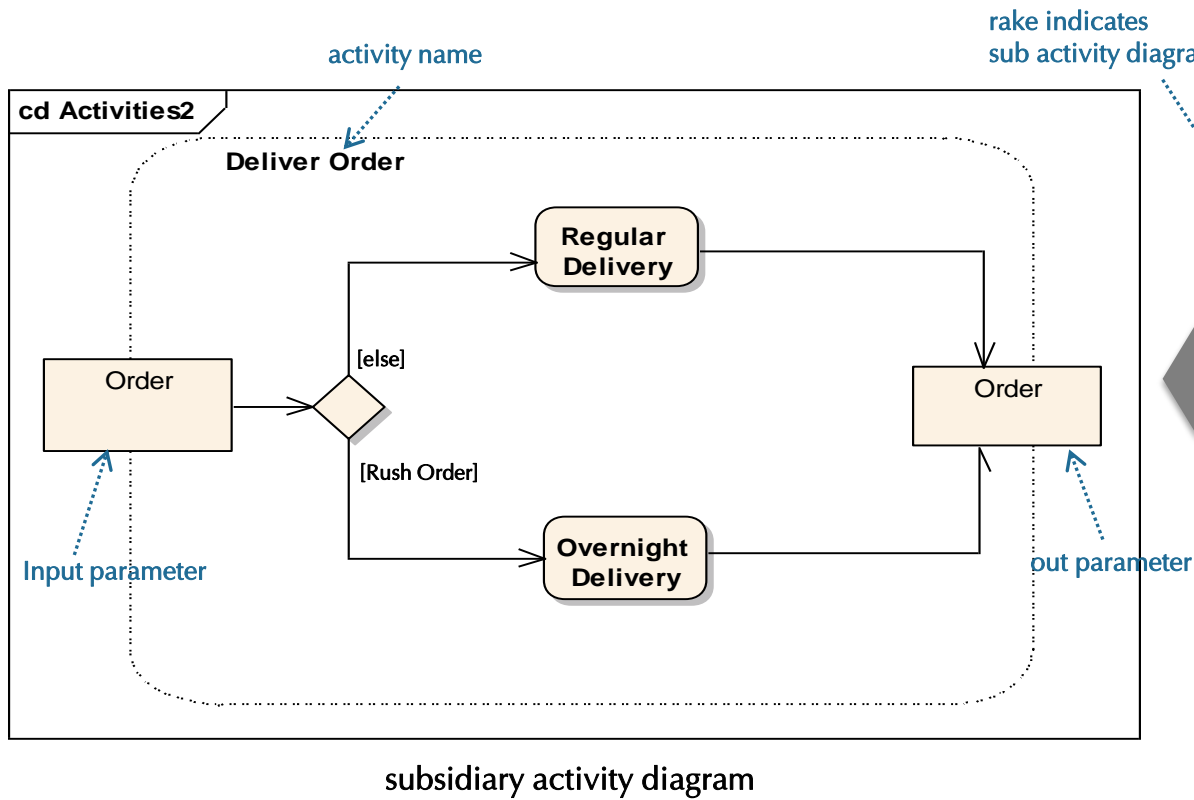 rake indicates
sub activity diagra
activity name
cd Activities2
Deliver Order
Regular
Delivery
[else]
Order
Order
[Rush Order]
Overnight
Delivery
Input parameter
out parameter
subsidiary activity diagram